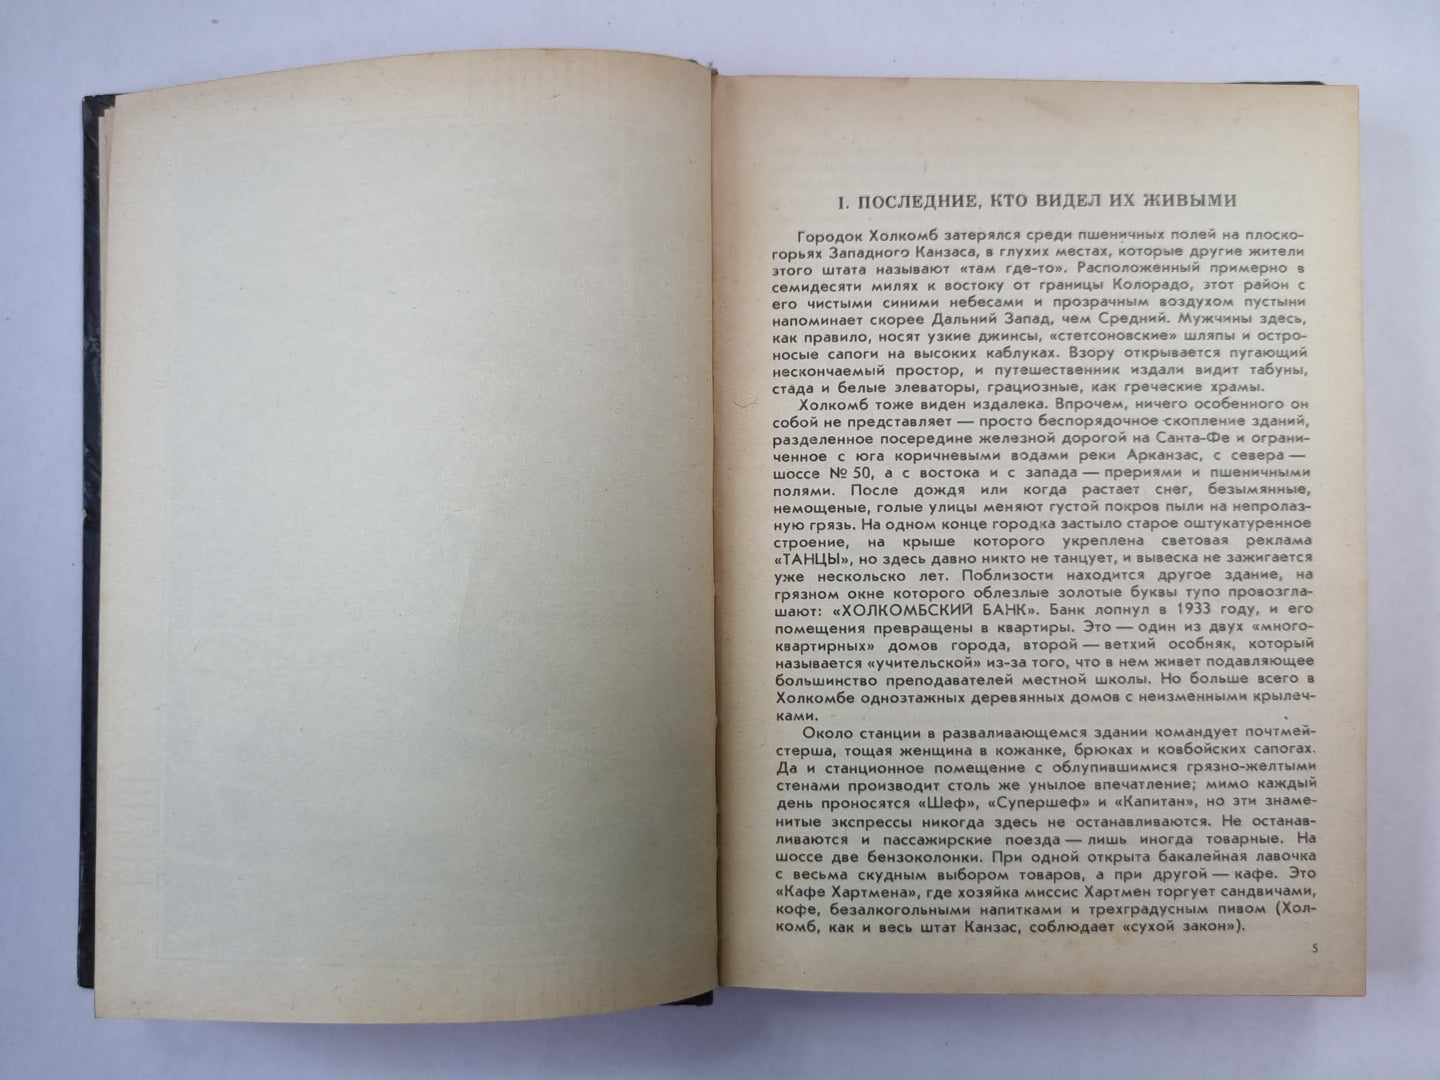 I. ПОСЛЕДНИЕ, КТО ВИДЕЛ ИХ ЖИВЫМИ
Городок Холкомб затерялся среди пшеничных полей на плоско-
горьях Западного Канзаса, в глухих местах, которые другие жители
этого штата называют «там где-то». Расположенный примерно в
семидесяти милях к востоку от границы Колорадо, этот район с
его чистыми синими небесами и прозрачным воздухом пустыни
напоминает скорее Дальний Запад, чем Средний. Мужчины здесь,
как правило, носят узкие джинсы, «стетсоновские» шляпы и остро-
носые сапоги на высоких каблуках. Взору открывается пугающий
нескончаемый простор, и путешественник издали видит табуны,
стада и белые элеваторы, грациозные, как греческие храмы.
Холкомб тоже виден издалека. Впрочем, ничего особенного он
собой не представляет — просто беспорядочное скопление зданий,
разделенное посередине железной дорогой на Санта-Фе и ограни-
ченное с юга коричневыми водами реки Арканзас, с севера —
шоссе № 50, а с востока и с запада — прериями и пшеничными
полями. После дождя или когда растает снег, безымянные,
немощеные, голые улицы меняют густой покров пыли на непролаз-
ную грязь. На одном конце городка застыло старое оштукатуренное
строение, на крыше которого укреплена световая реклама
«ТАНЦЫ», но здесь давно никто не танцует, и вывеска не зажигается
уже нескольско лет. Поблизости находится другое здание, на
грязном окне которого облезлые золотые буквы тупо провозгла-
шают: «ХОЛКОМБСКИЙ БАНК». Банк лопнул в 1933 году, и его
помещения превращены в квартиры. Это — один из двух «много-
квартирных» домов города, второй — ветхий особняк, который
называется «учительской» из-за того, что в нем живет подавляющее
большинство преподавателей местной школы. Но больше всего в
Холкомбе одноэтажных деревянных домов с неизменными крылеч-
ками.
Около станции в разваливающемся здании командует почтмей-
стерша, тощая женщина в кожанке, брюках и ковбойских сапогах.
Да и станционное помещение с облупившимися грязно-желтыми
стенами производит столь же унылое впечатление; мимо каждый
день проносятся «Шеф», «Супершеф» и «Капитан», но эти знаме-
нитые экспрессы никогда здесь не останавливаются. Не останав-
ливаются и пассажирские поезда — лишь иногда товарные. На
шоссе две бензоколонки. При одной открыта бакалейная лавочка
с весьма скудным выбором товаров, а при другой — кафе. Это
«Кафе Хартмена», где хозяйка миссис Хартмен торгует сандвичами,
кофе, безалкогольными напитками и трехградусным пивом (Хол-
комб, как и весь штат Канзас, соблюдает «сухой закон»).
5